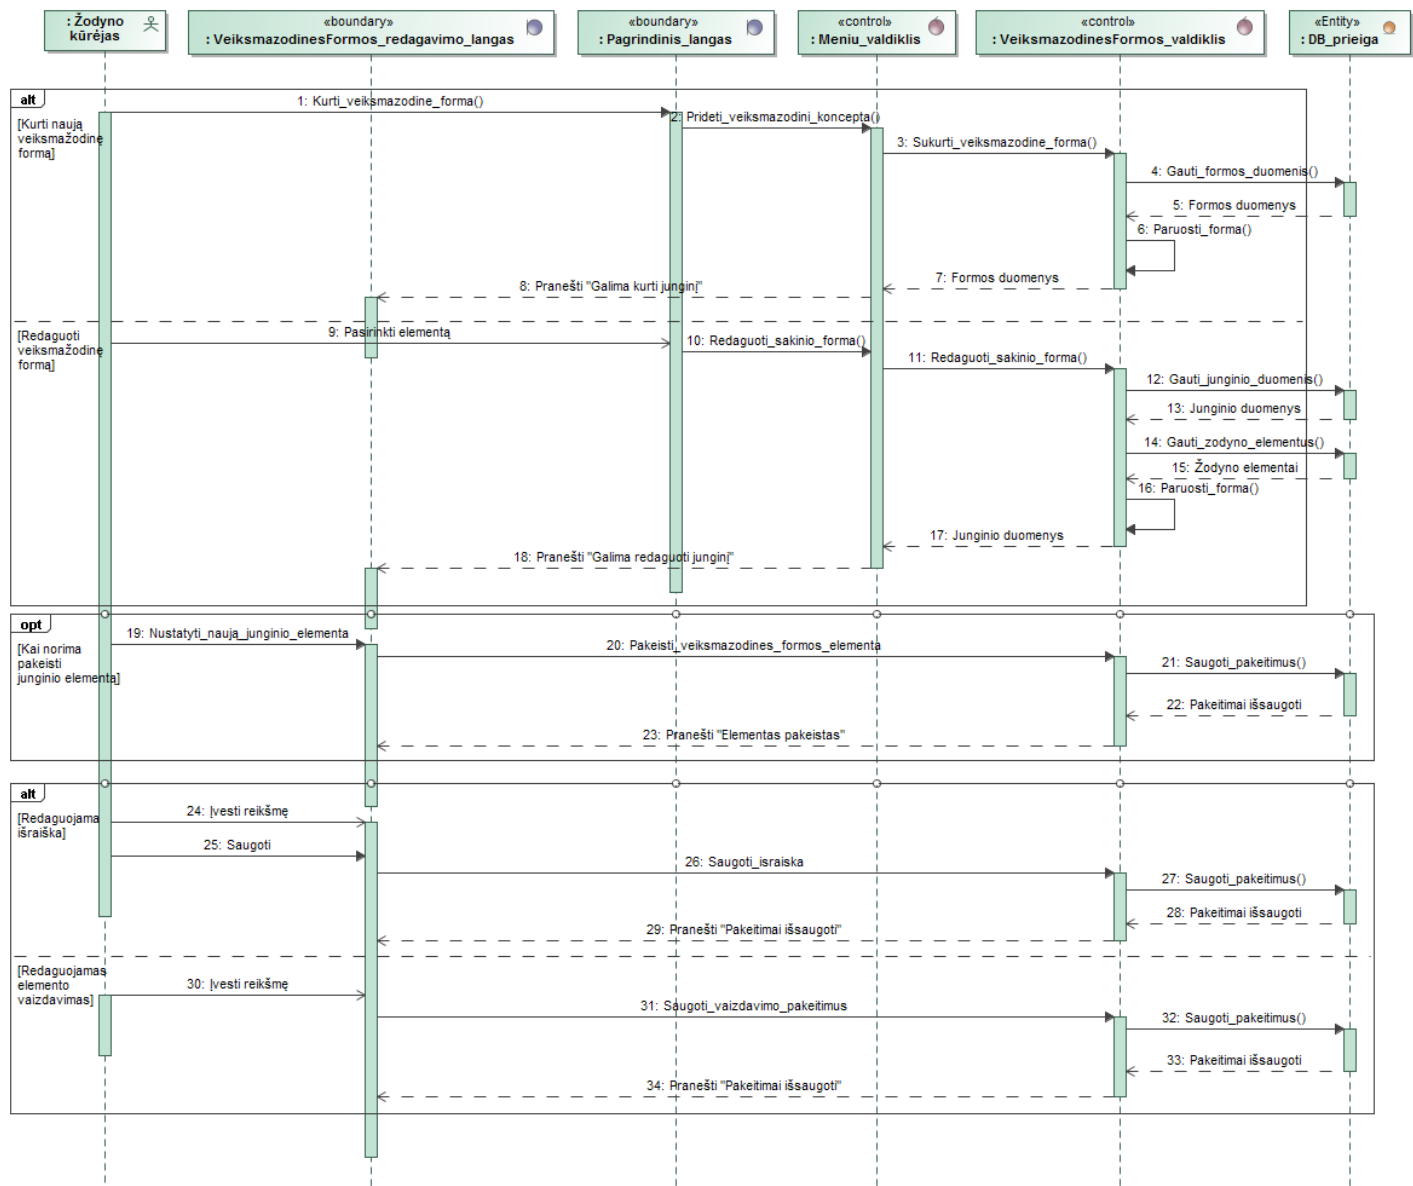 : Žodyno
kūrėjas
«boundary»
: VeiksmazodinesFormos_redagavimo_langas
«boundary»
: Pagrindinis_langas
«control»
: Meniu_valdiklis
«control»
: VeiksmazodinesFormos_valdiklis
«Entity»
: DB_prieiga
alt
[Kurti naują
veiksmažodinę
formą]
1: Kurti_veiksmazodine_forma()
2: Prideti_veiksmazodini_koncepta()
3: Sukurti_veiksmazodine_forma()
4: Gauti_formos_duomenis()
5: Formos duomenys
6: Paruosti_forma()
7: Formos duomenys
8: Pranešti "Galima kurti junginį"
[Redaguoti
veiksmažodinę
formą]
9: Pasirinkti elementą
10: Redaguoti_sakinio_forma()
11: Redaguoti_sakinio_forma()
12: Gauti_junginio_duomenis()
13: Junginio duomenys
14: Gauti_zodyno_elementus()
15: Žodyno elementai
16: Paruosti_forma()
17: Junginio duomenys
18: Pranešti "Galima redaguoti junginį"
opt
[Kai norima
pakeisti
junginio elementą]
19: Nustatyti_naują_junginio_elementa
20: Pakeisti_veiksmazodines_formos_elementa
21: Saugoti_pakeitimus()
22: Pakeitimai išsaugoti
23: Pranešti "Elementas pakeistas"
alt
[Redaguojama
išraiška]
24: Įvesti reikšmę
25: Saugoti
26: Saugoti_israiska
27: Saugoti_pakeitimus()
28: Pakeitimai išsaugoti
29: Pranešti "Pakeitimai išsaugoti"
[Redaguojamas
elemento
vaizdavimas]
30: Įvesti reikšmę
31: Saugoti_vaizdavimo_pakeitimus
32: Saugoti_pakeitimus()
33: Pakeitimai išsaugoti
34: Pranešti "Pakeitimai išsaugoti"